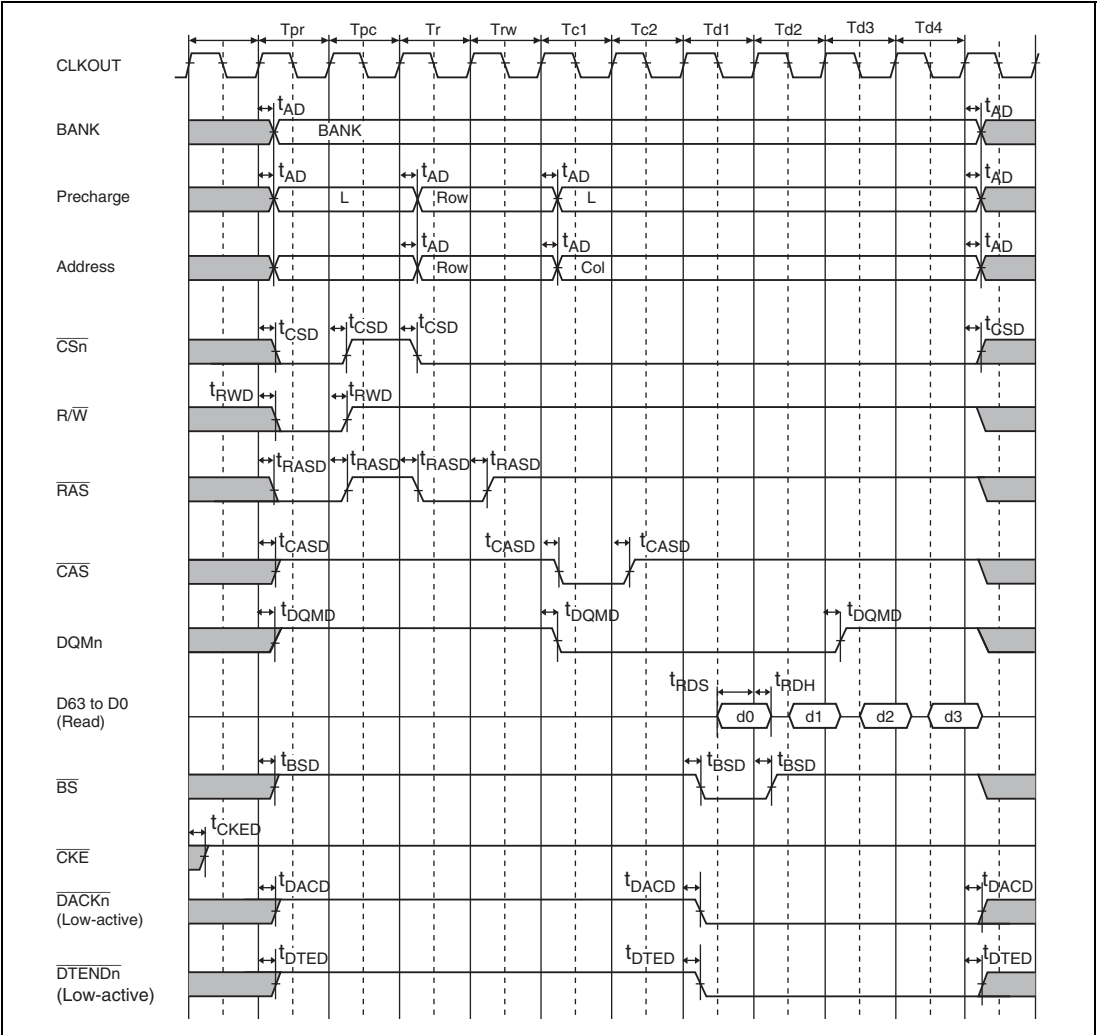 Tpr Tpc Tr Trw Tc1 Tc2 Td1 Td2 Td3 Td4
CLKOUT
tAD tAD
BANK BANK
tAD tAD tAD tAD
Precharge L Row L
tAD tAD tAD
Address Row Col
tCSD tCSD tCSD tCSD
CSn
tRWD tRWD
R/W
tRASD tRASD tRASD tRASD
RAS
tCASD tCASD tCASD
CAS
tDQMD tDQMD tDQMD
DQMn
tRDS tRDH
D63 to D0
(Read)
d0 d1 d2 d3
tBSD tBSD tBSD
BS
tCKED
CKE
tDACD tDACD tDACD
DACKn
(Low-active)
tDTED tDTED tDTED
DTENDn
(Low-active)